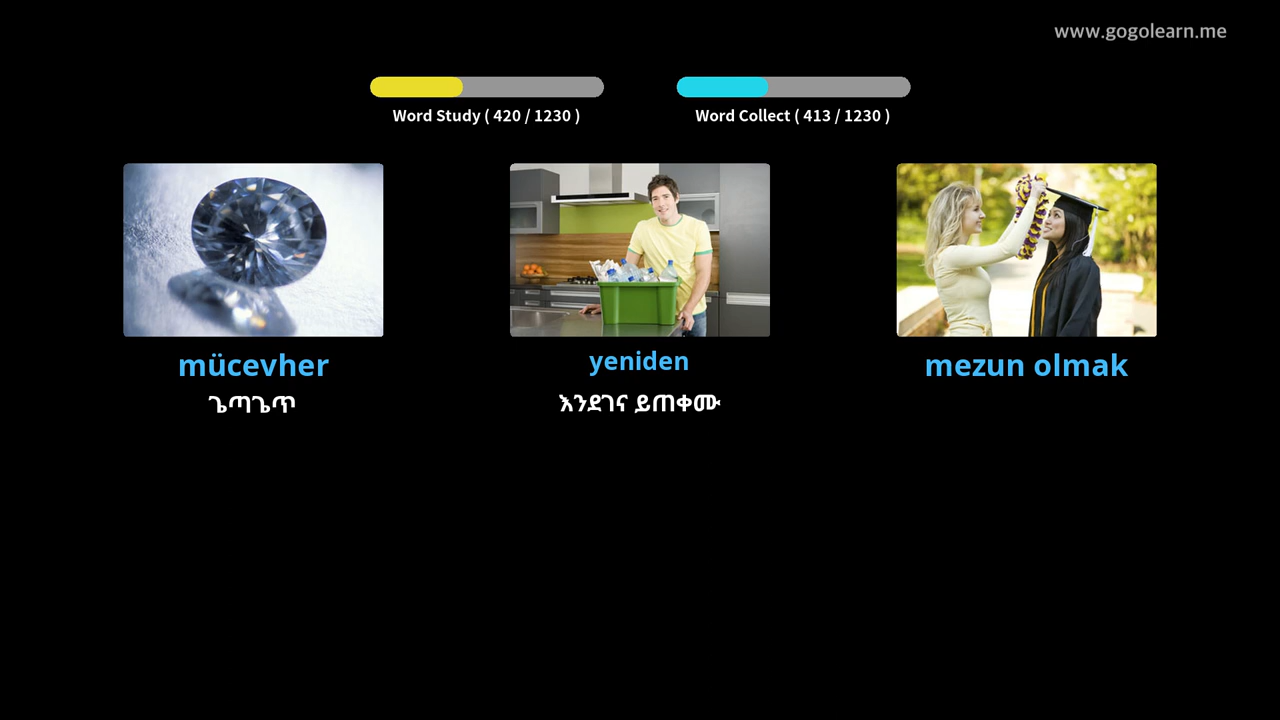 www.gogolearn.me
Word Study ( 420 / 1230 )
Word Collect ( 413 / 1230 )
mücevher
ጌጣጌጥ
yeniden
እንደገና ይጠቀሙ
mezun olmak